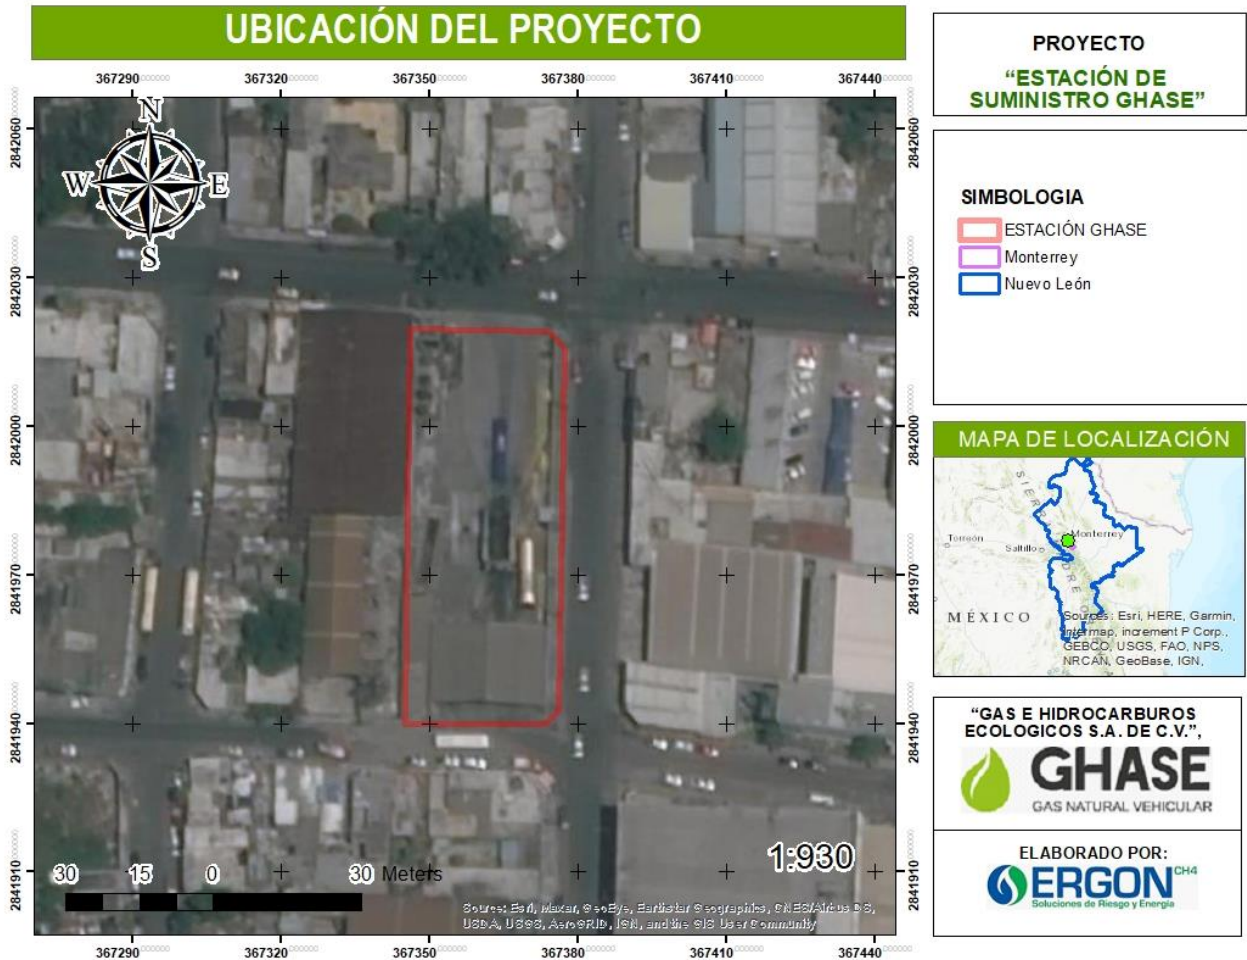 UBICACIÓN DEL PROYECTO
367290 367320 367350 367380 367410 367440
2842060 2842060
2842030 2842030
2842000 2842000
2841970 2841970
2841940 2841940
2841910 2841910
N
W E
S
30 15 0 30 Meters
1:930
Source: Esri, Maxar, GeoEye, Earthstar Geographics, CNES/Airbus DS,
USDA, USGS, AeroGRID, IGN, and the GIS User Community
367290 367320 367350 367380 367410 367440
PROYECTO
“ESTACIÓN DE
SUMINISTRO GHASE”
SIMBOLOGIA
ESTACIÓN GHASE
Monterrey
Nuevo León
MAPA DE LOCALIZACIÓN
SIERRA MADRE
Torreón
Saltillo
Monterrey
MÉXICO
Sources: Esri, HERE, Garmin,
Intermap, increment P Corp.,
GEBCO, USGS, FAO, NPS,
NRCAN, GeoBase, IGN,
“GAS E HIDROCARBUROS
ECOLOGICOS S.A. DE C.V.”,
GHASE
GAS NATURAL VEHICULAR
ELABORADO POR:
ERGON CH4
Soluciones de Riesgo y Energía